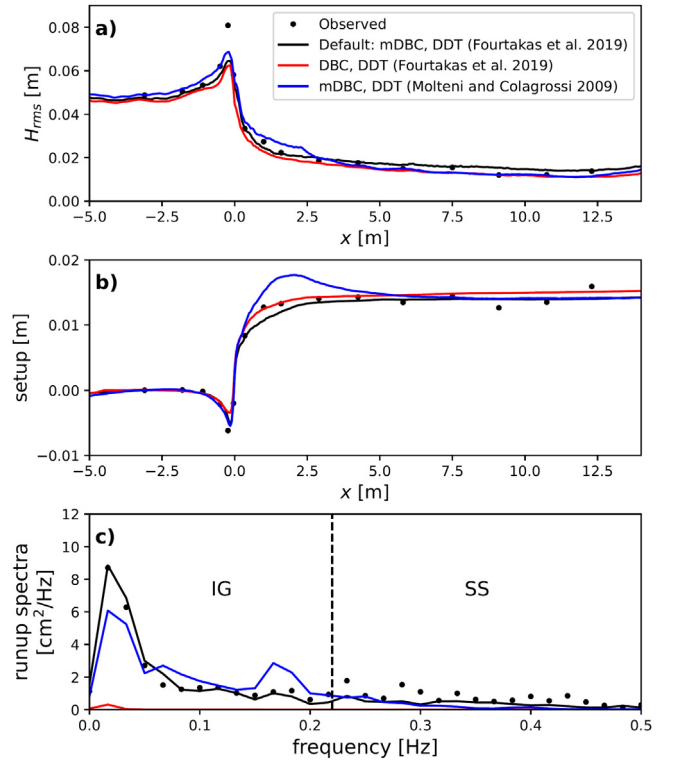 a)
Observed
Default: mDBC, DDT (Fourtakas et al. 2019)
DBC, DDT (Fourtakas et al. 2019)
mDBC, DDT (Molteni and Colagrossi 2009)
0.08
0.06
0.04
0.02
0.00
H_rms [m]
−5.0 −2.5 0.0 2.5 5.0 7.5 10.0 12.5
x [m]
b)
0.02
0.01
0.00
−0.01
setup [m]
−5.0 −2.5 0.0 2.5 5.0 7.5 10.0 12.5
x [m]
c)
12
10
8
6
4
2
0
runup spectra
[cm²/Hz]
IG SS
0.0 0.1 0.2 0.3 0.4 0.5
frequency [Hz]